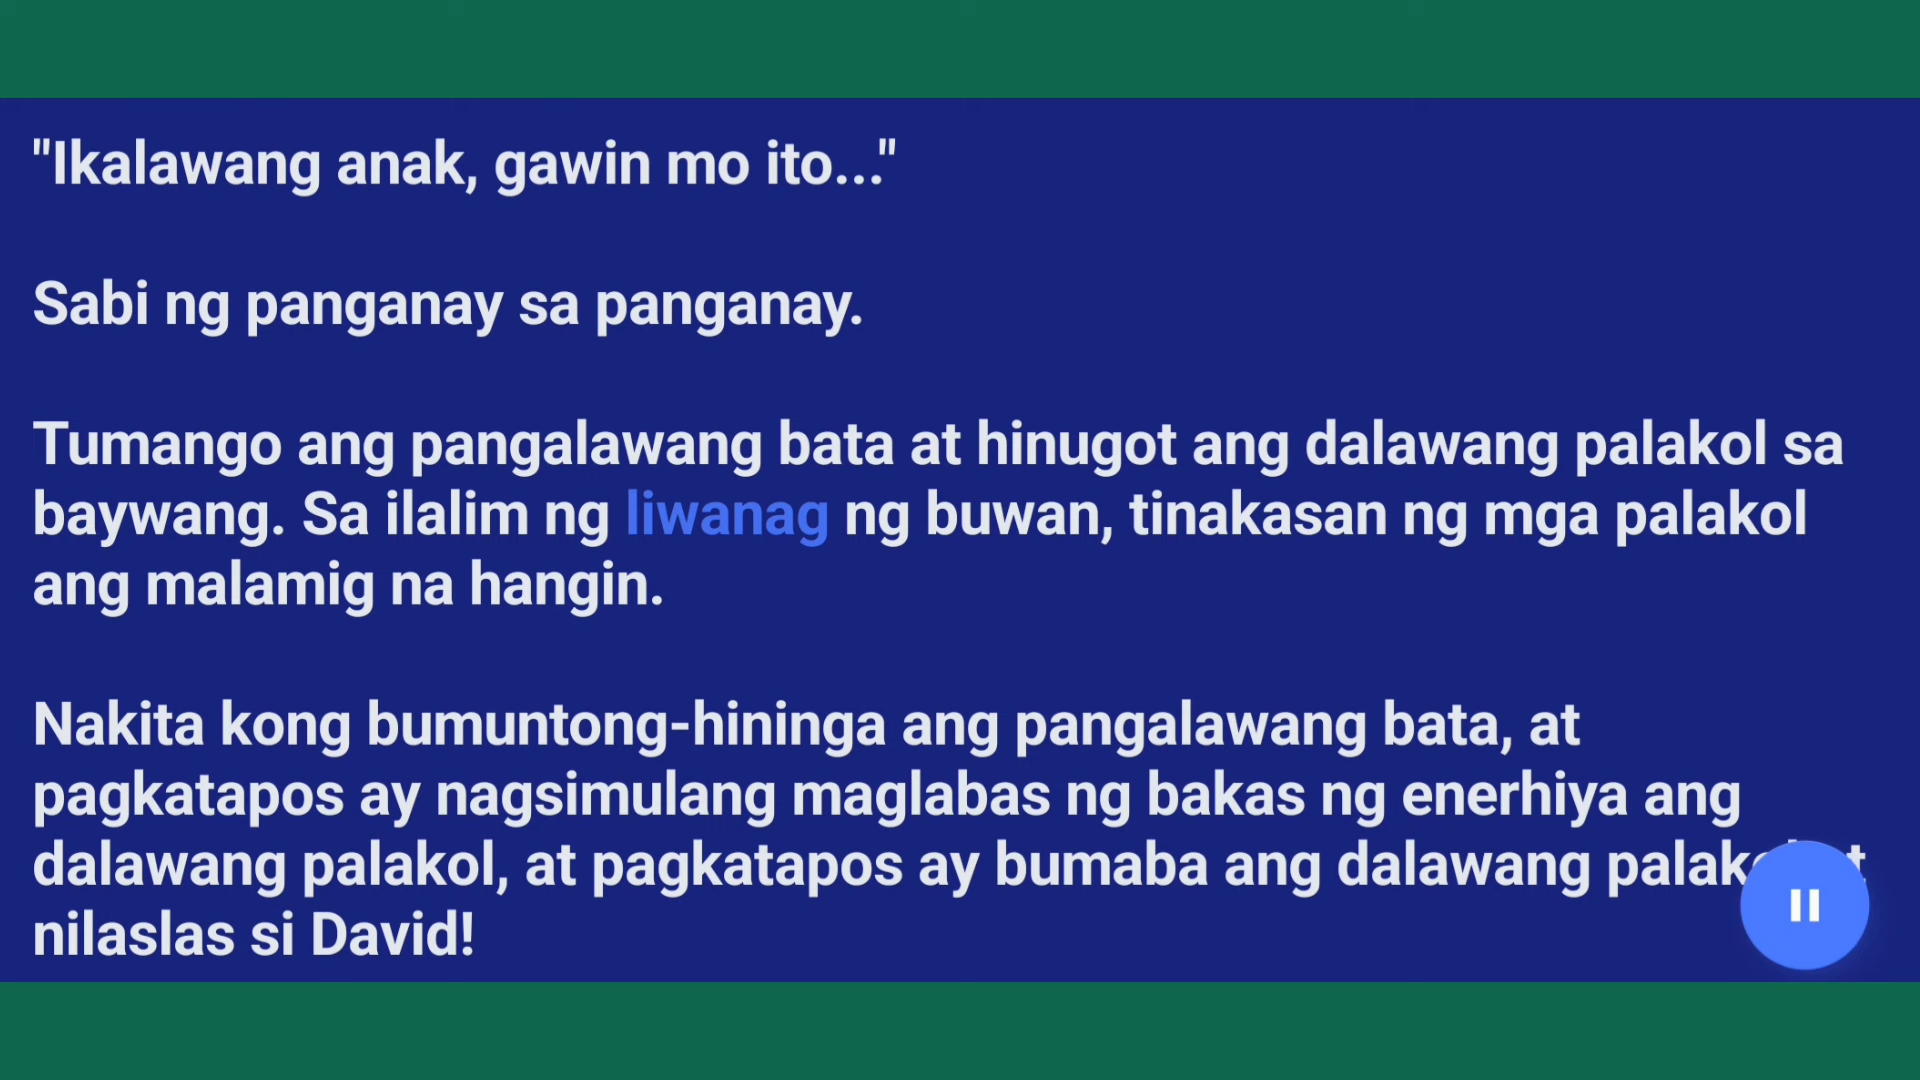 "Ikalawang anak, gawin mo ito..."
Sabi ng panganay sa panganay.
Tumango ang pangalawang bata at hinugot ang dalawang palakol sa
baywang. Sa ilalim ng liwanag ng buwan, tinakasan ng mga palakol
ang malamig na hangin.
Nakita kong bumuntong-hininga ang pangalawang bata, at
pagkatapos ay nagsimulang maglabas ng bakas ng enerhiya ang
dalawang palakol, at pagkatapos ay bumaba ang dalawang
nilaslas si David!